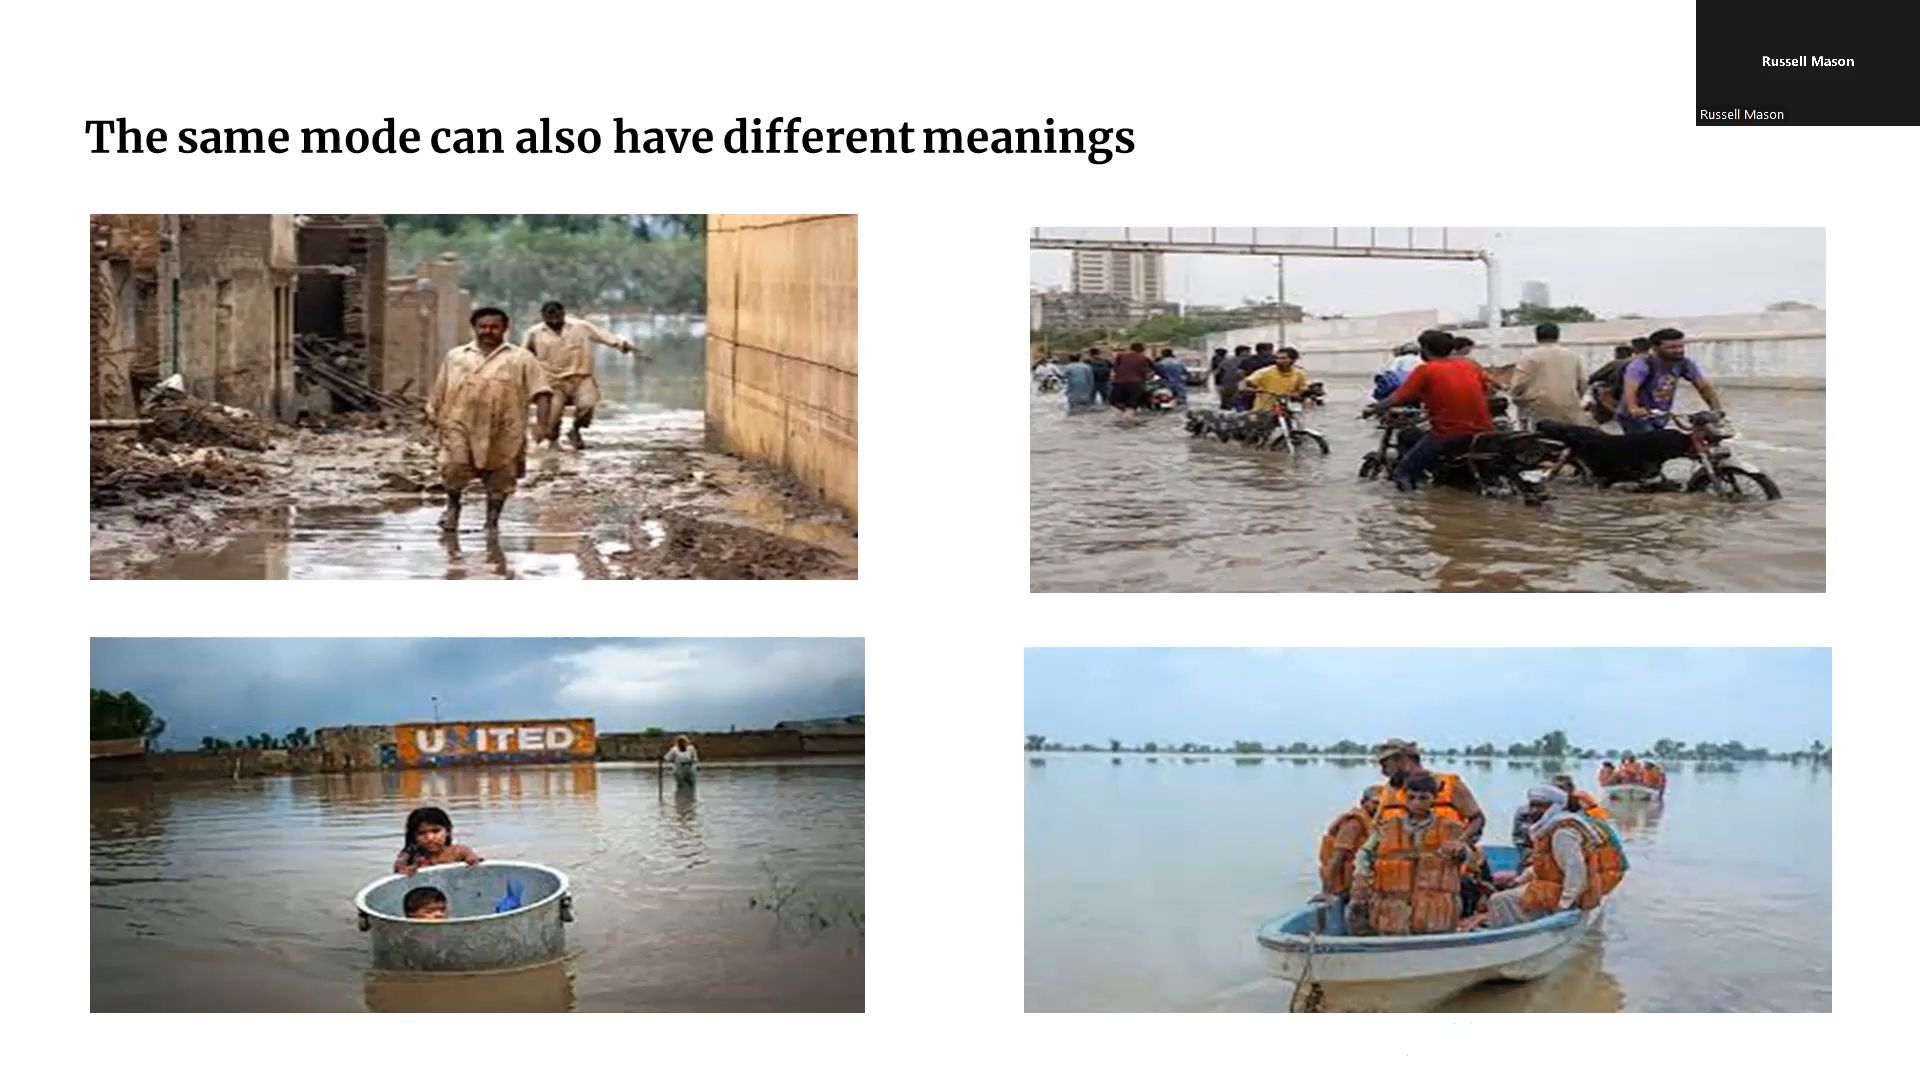 Russell Mason
Russell Mason
The same mode can also have different meanings
UNITED